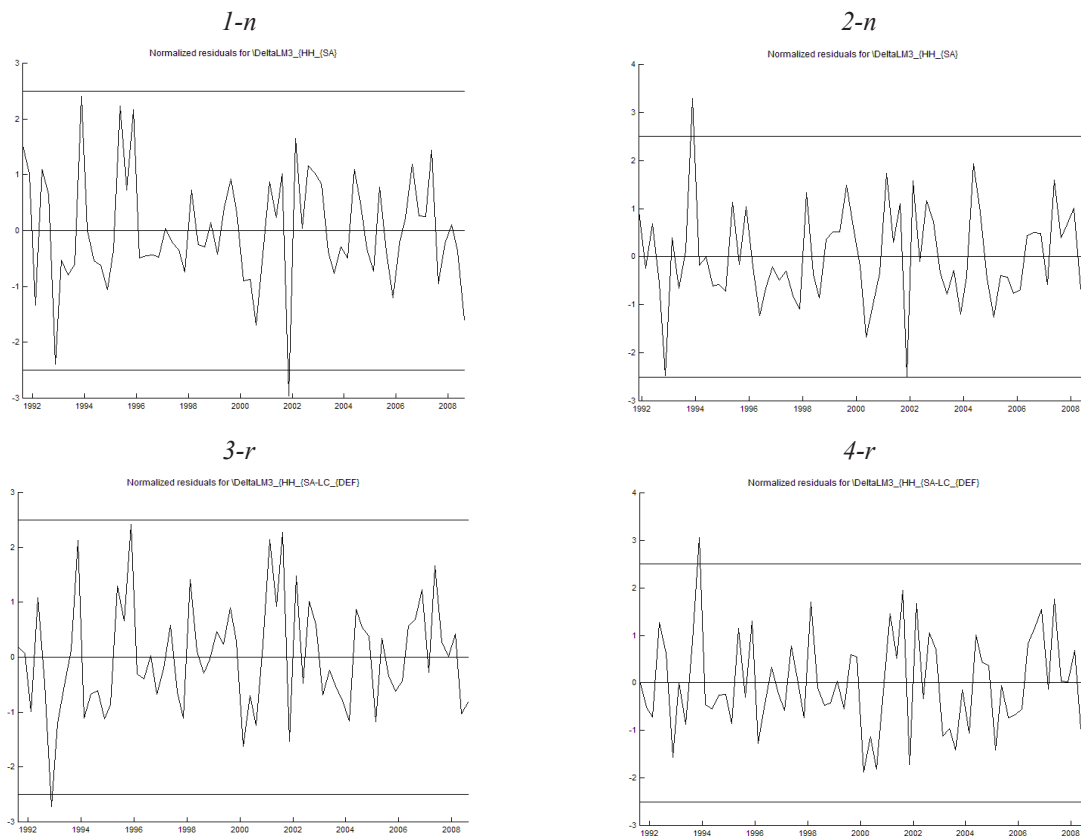 1-n
Normalized residuals for \DeltaLM3_{HH_{SA}
3
2
1
0
-1
-2
-3
1992 1994 1996 1998 2000 2002 2004 2006 2008
2-n
Normalized residuals for \DeltaLM3_{HH_{SA}
4
3
2
1
0
-1
-2
-3
1992 1994 1996 1998 2000 2002 2004 2006 2008
3-r
Normalized residuals for \DeltaLM3_{HH_{SA-LC_{DEF}
3
2
1
0
-1
-2
-3
1992 1994 1996 1998 2000 2002 2004 2006 2008
4-r
Normalized residuals for \DeltaLM3_{HH_{SA-LC_{DEF}
4
3
2
1
0
-1
-2
-3
1992 1994 1996 1998 2000 2002 2004 2006 2008